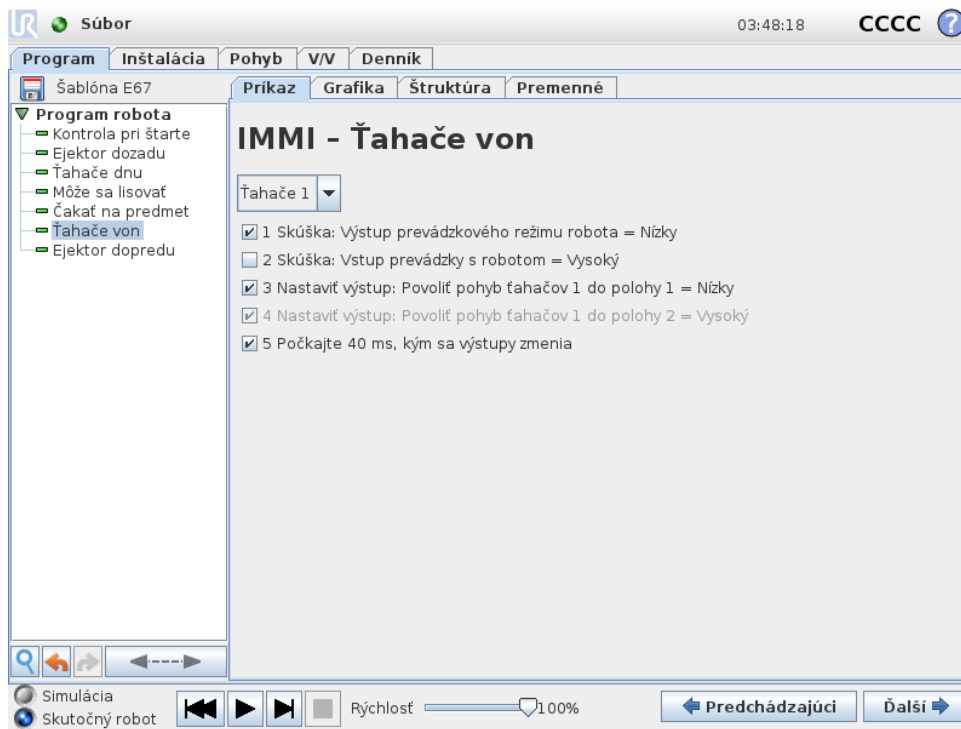 UR Súbor 03:48:18 CCCC ?
Program Inštalácia Pohyb V/V Denník
Šablóna E67 Príkaz Grafika Štruktúra Premenné
Program robota
Kontrola pri štarte
Ejektor dozadu
Ťahače dnu
Môže sa lisovať
Čakať na predmet
Ťahače von
Ejektor dopredu
IMMI – Ťahače von
Ťahače 1
1 Skúška: Výstup prevádzkového režimu robota = Nízky
2 Skúška: Vstup prevádzky s robotom = Vysoký
3 Nastaviť výstup: Povoliť pohyb ťahačov 1 do polohy 1 = Nízky
4 Nastaviť výstup: Povoliť pohyb ťahačov 1 do polohy 2 = Vysoký
5 Počkajte 40 ms, kým sa výstupy zmenia
Simulácia
Skutočný robot
Rýchlosť 100% Predchádzajúci Ďalší